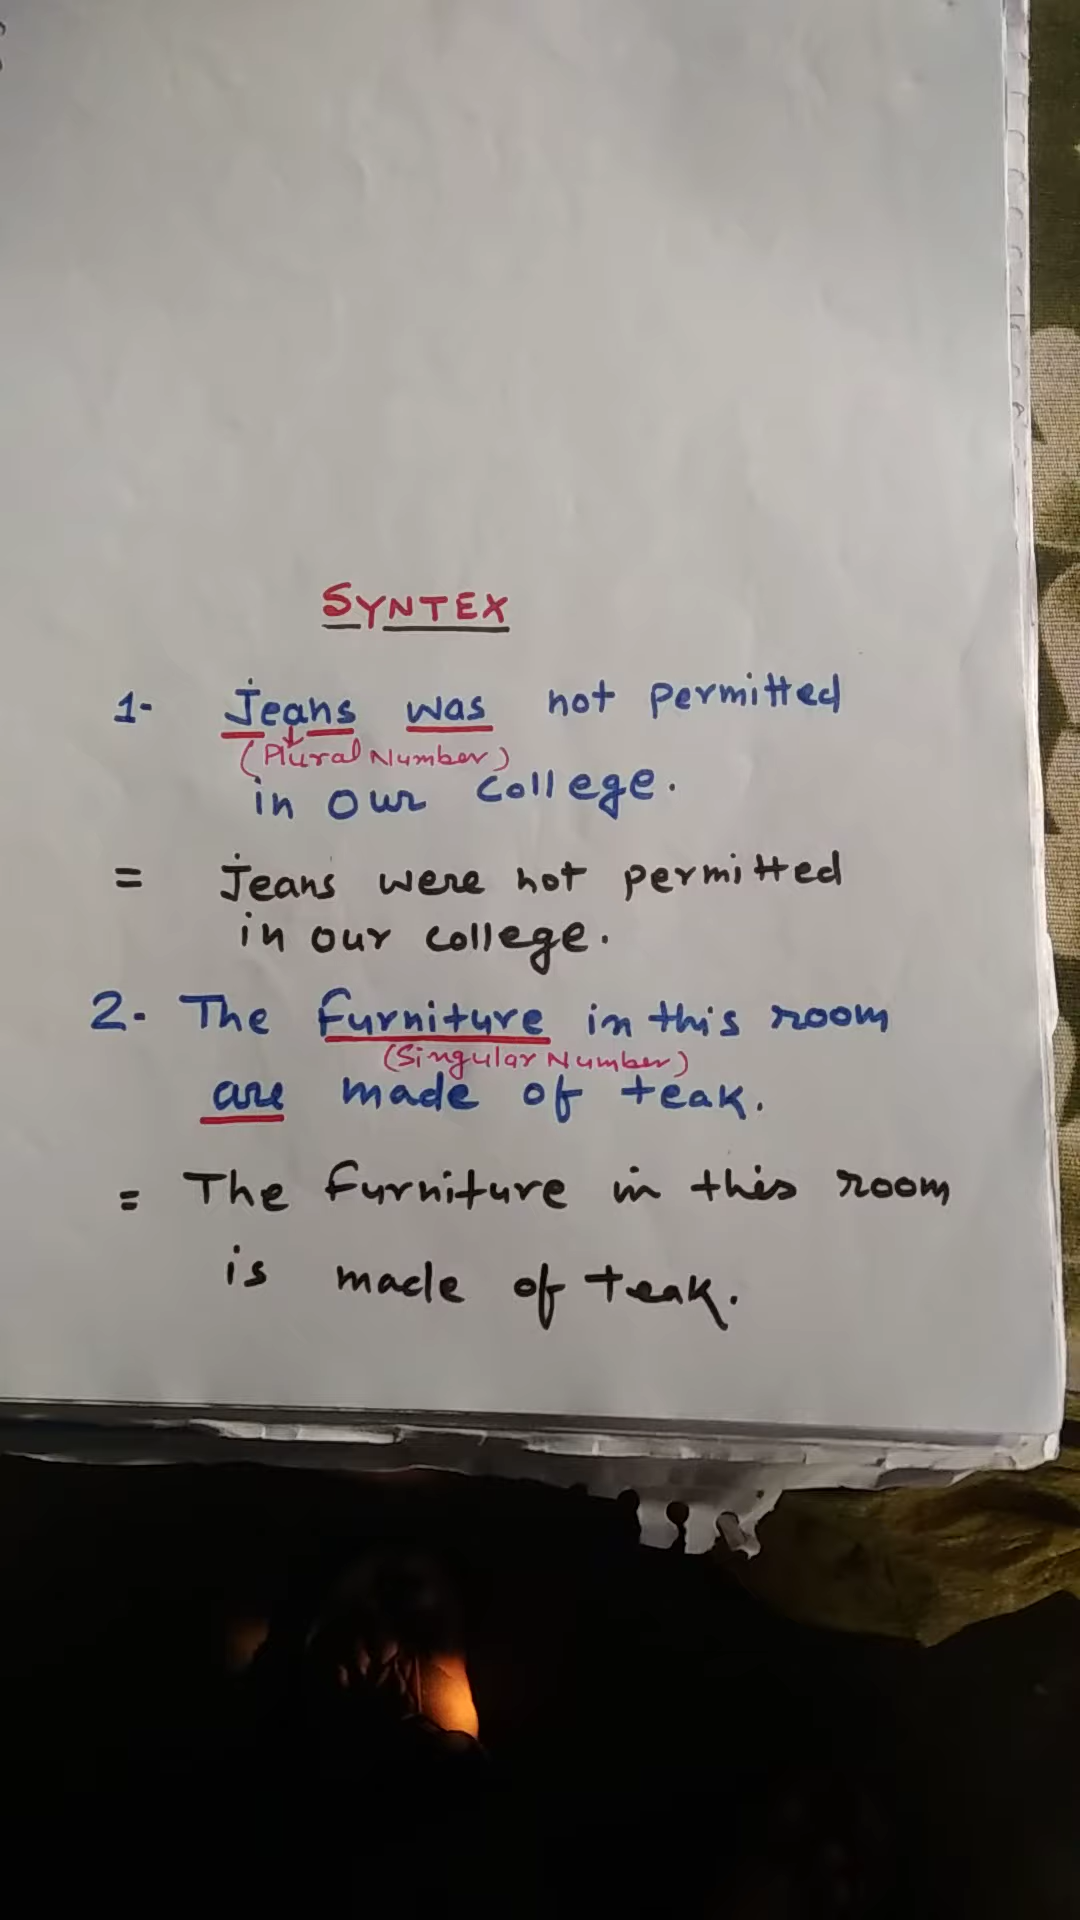 SYNTEX
1- Jeans was not permitted
(Plural Number)
in our college.
= Jeans were not permitted
in our college.
2. The furniture in this room
(Singular Number)
are made of teak.
= The furniture in this room
is made of teak.